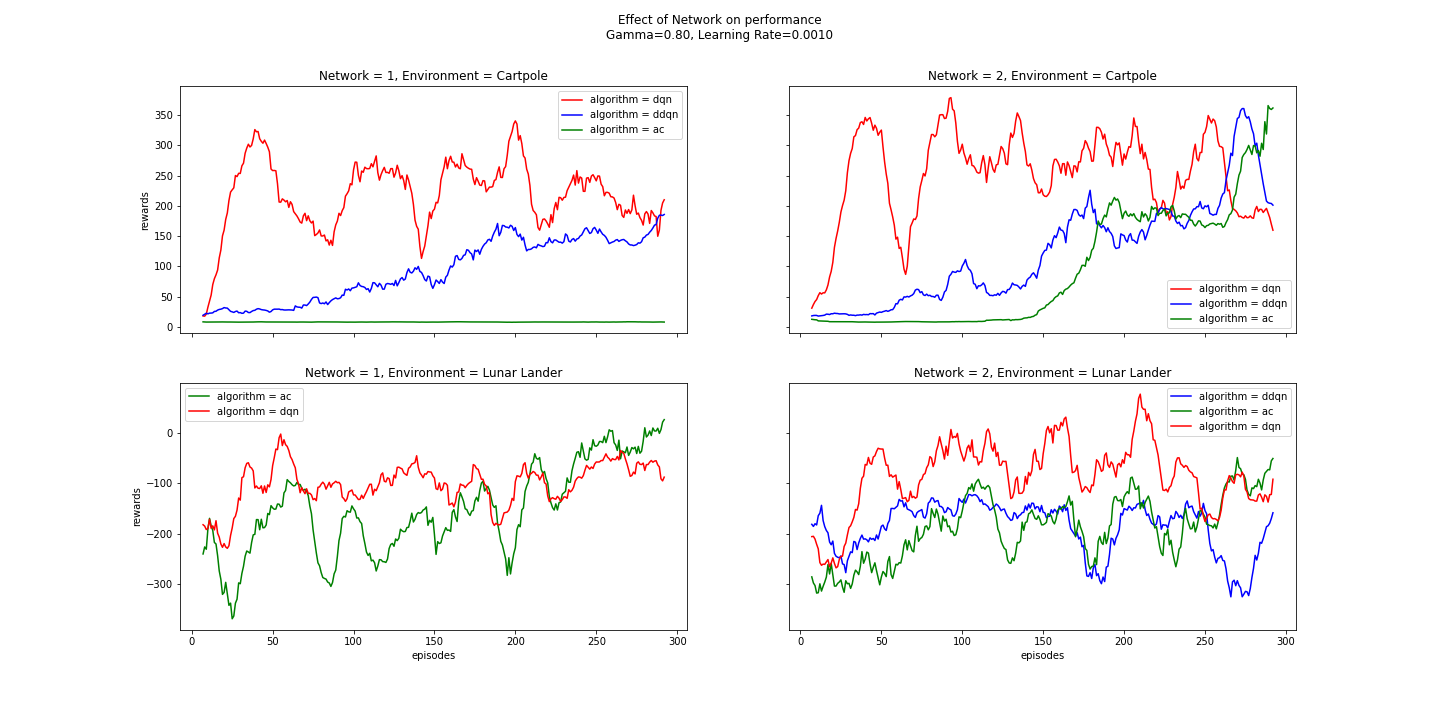 Effect of Network on performance
Gamma=0.80, Learning Rate=0.0010
Network = 1, Environment = Cartpole
algorithm = dqn
algorithm = ddqn
algorithm = ac
350
300
250
200
150
100
50
0
rewards
Network = 2, Environment = Cartpole
algorithm = dqn
algorithm = ddqn
algorithm = ac
Network = 1, Environment = Lunar Lander
algorithm = ac
algorithm = dqn
0
−100
−200
−300
rewards
0
50
100
150
200
250
300
episodes
Network = 2, Environment = Lunar Lander
algorithm = ddqn
algorithm = ac
algorithm = dqn
0
50
100
150
200
250
300
episodes